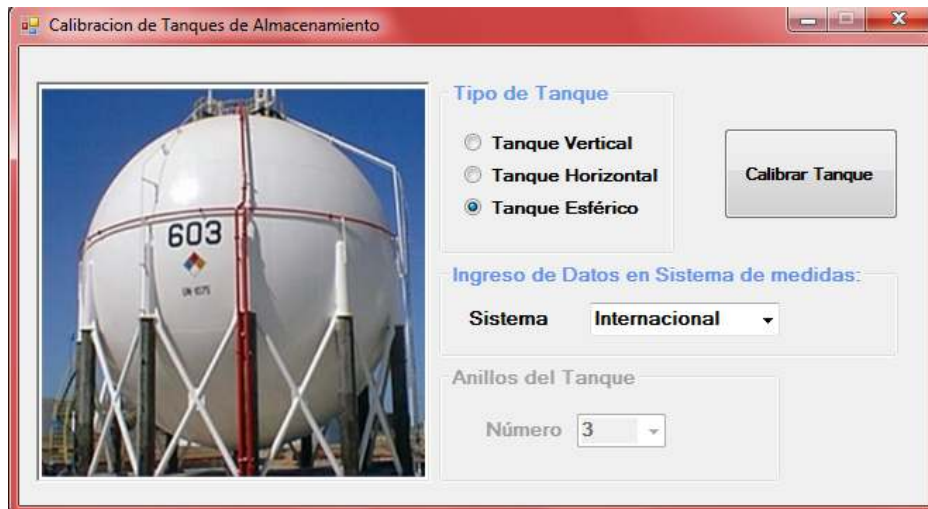 Calibracion de Tanques de Almacenamiento
Tipo de Tanque
Tanque Vertical
Tanque Horizontal
Tanque Esférico
Calibrar Tanque
603
Ingreso de Datos en Sistema de medidas:
Sistema Internacional
Anillos del Tanque
Número 3